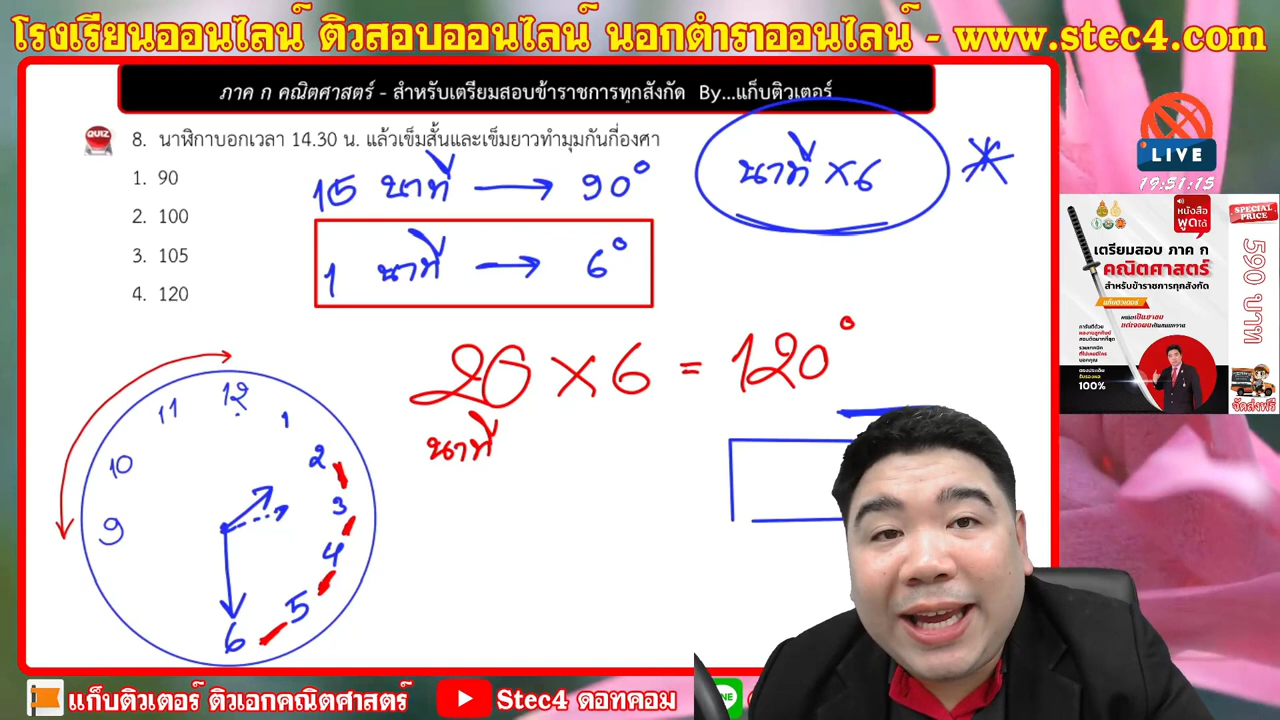 โรงเรียนออนไลน์ ติวสอบออนไลน์ นอกตำราออนไลน์ - www.stec4.com
ภาค ก คณิตศาสตร์ - สำหรับเตรียมสอบข้าราชการทุกสังกัด By...แก็บติวเตอร์
QUIZ
8. นาฬิกาบอกเวลา 14.30 น. แล้วเข็มสั้นและเข็มยาวทำมุมกันกี่องศา
1. 90
2. 100
3. 105
4. 120
15 นาที → 90°
1 นาที → 6°
นาที × 6
20 × 6 = 120°
นาที
12
11
1
10
2
9
3
4
5
6
LIVE
19:51:15
หนังสือ
พูดได้
SPECIAL
PRICE
เตรียมสอบ ภาค ก
คณิตศาสตร์
สำหรับข้าราชการทุกสังกัด
แก็บติวเตอร์
100%
590 บาท
จัดส่งฟรี
แก็บติวเตอร์ ติวเอกคณิตศาสตร์
Stec4 ดอทคอม
LINE